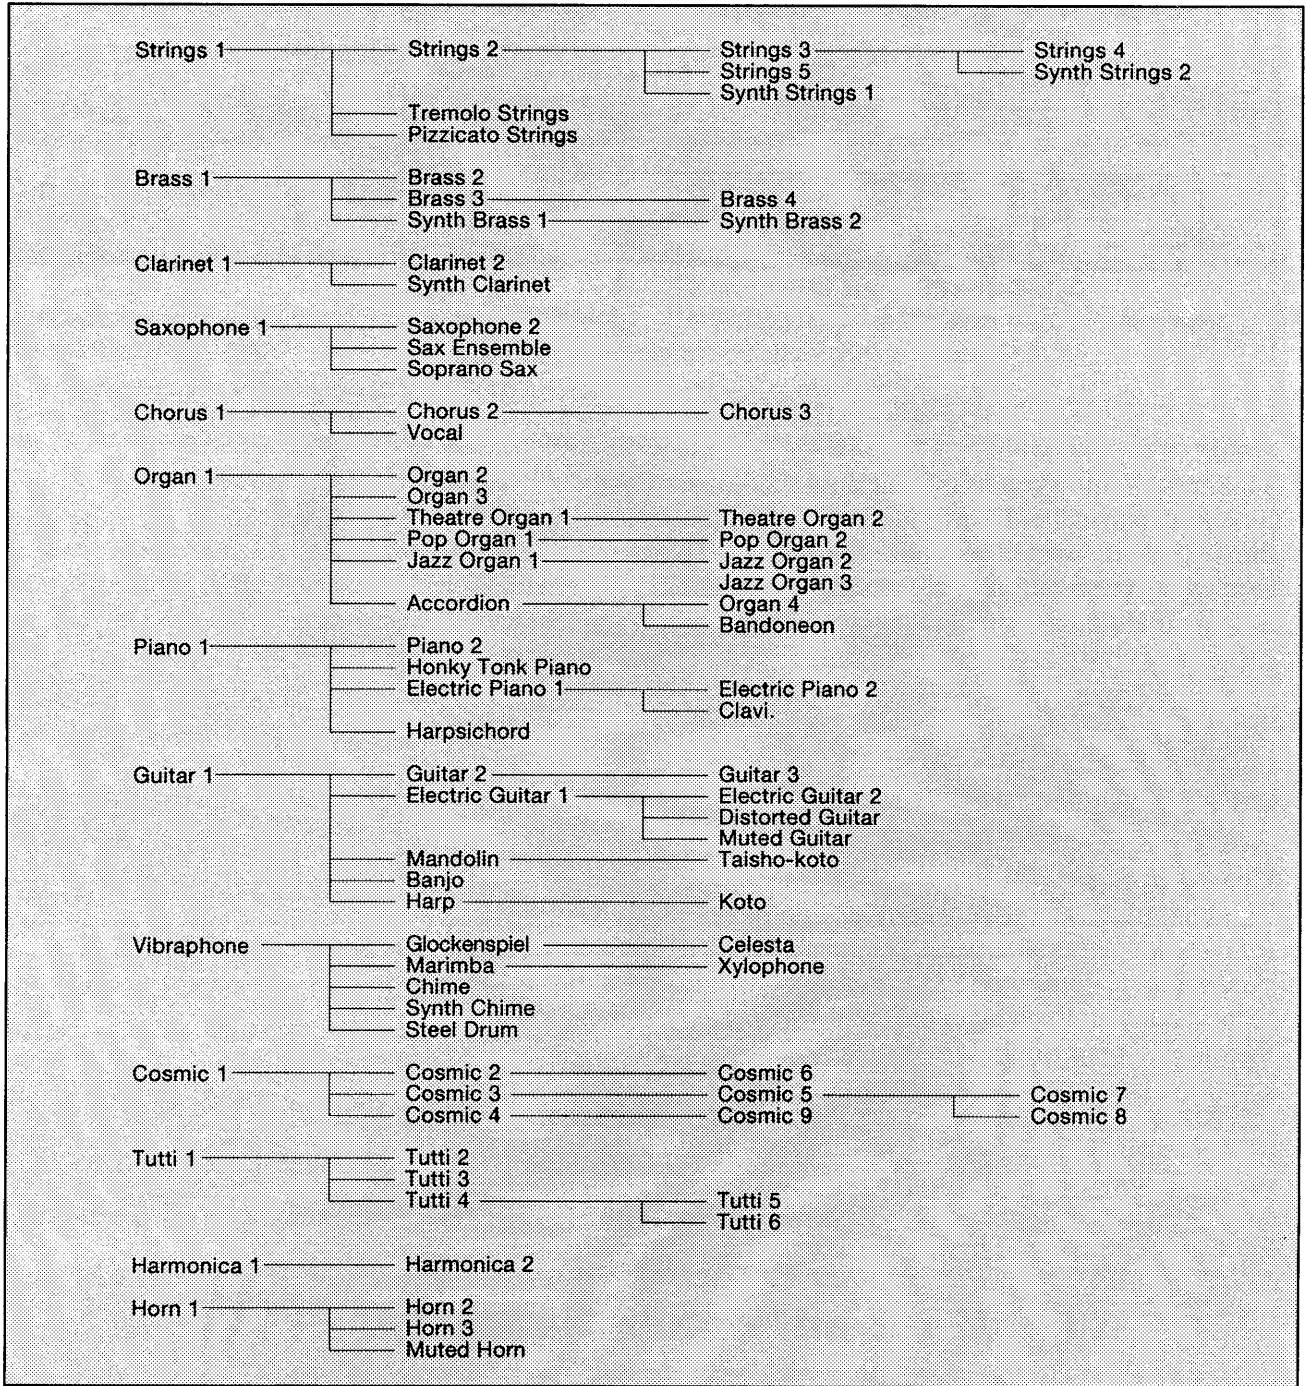 Strings 1 Strings 2 Strings 3 Strings 4
Strings 5 Synth Strings 2
Synth Strings 1
Tremolo Strings
Pizzicato Strings
Brass 1 Brass 2
Brass 3 Brass 4
Synth Brass 1 Synth Brass 2
Clarinet 1 Clarinet 2
Synth Clarinet
Saxophone 1 Saxophone 2
Sax Ensemble
Soprano Sax
Chorus 1 Chorus 2 Chorus 3
Vocal
Organ 1 Organ 2
Organ 3
Theatre Organ 1 Theatre Organ 2
Pop Organ 1 Pop Organ 2
Jazz Organ 1 Jazz Organ 2
Jazz Organ 3
Accordion Organ 4
Bandoneon
Piano 1 Piano 2
Honky Tonk Piano
Electric Piano 1 Electric Piano 2
Clavi.
Harpsichord
Guitar 1 Guitar 2 Guitar 3
Electric Guitar 1 Electric Guitar 2
Distorted Guitar
Muted Guitar
Mandolin Taisho-koto
Banjo
Harp Koto
Vibraphone Glockenspiel Celesta
Marimba Xylophone
Chime
Synth Chime
Steel Drum
Cosmic 1 Cosmic 2 Cosmic 6
Cosmic 3 Cosmic 5 Cosmic 7
Cosmic 4 Cosmic 9 Cosmic 8
Tutti 1 Tutti 2
Tutti 3
Tutti 4 Tutti 5
Tutti 6
Harmonica 1 Harmonica 2
Horn 1 Horn 2
Horn 3
Muted Horn